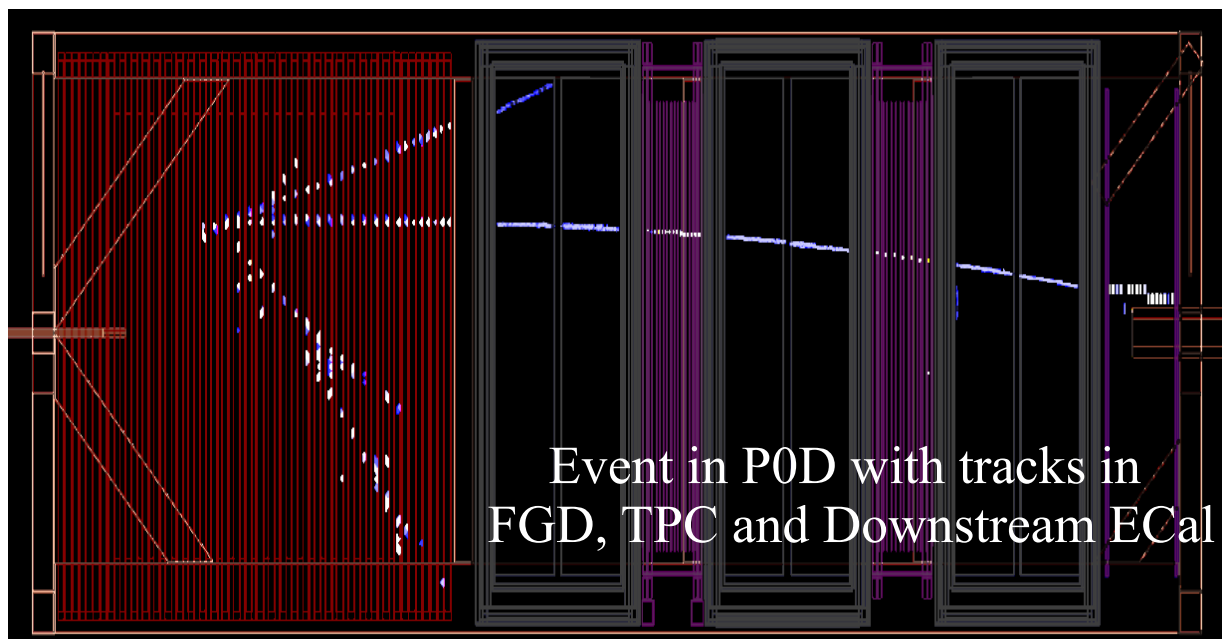 Event in P0D with tracks in
FGD, TPC and Downstream ECal